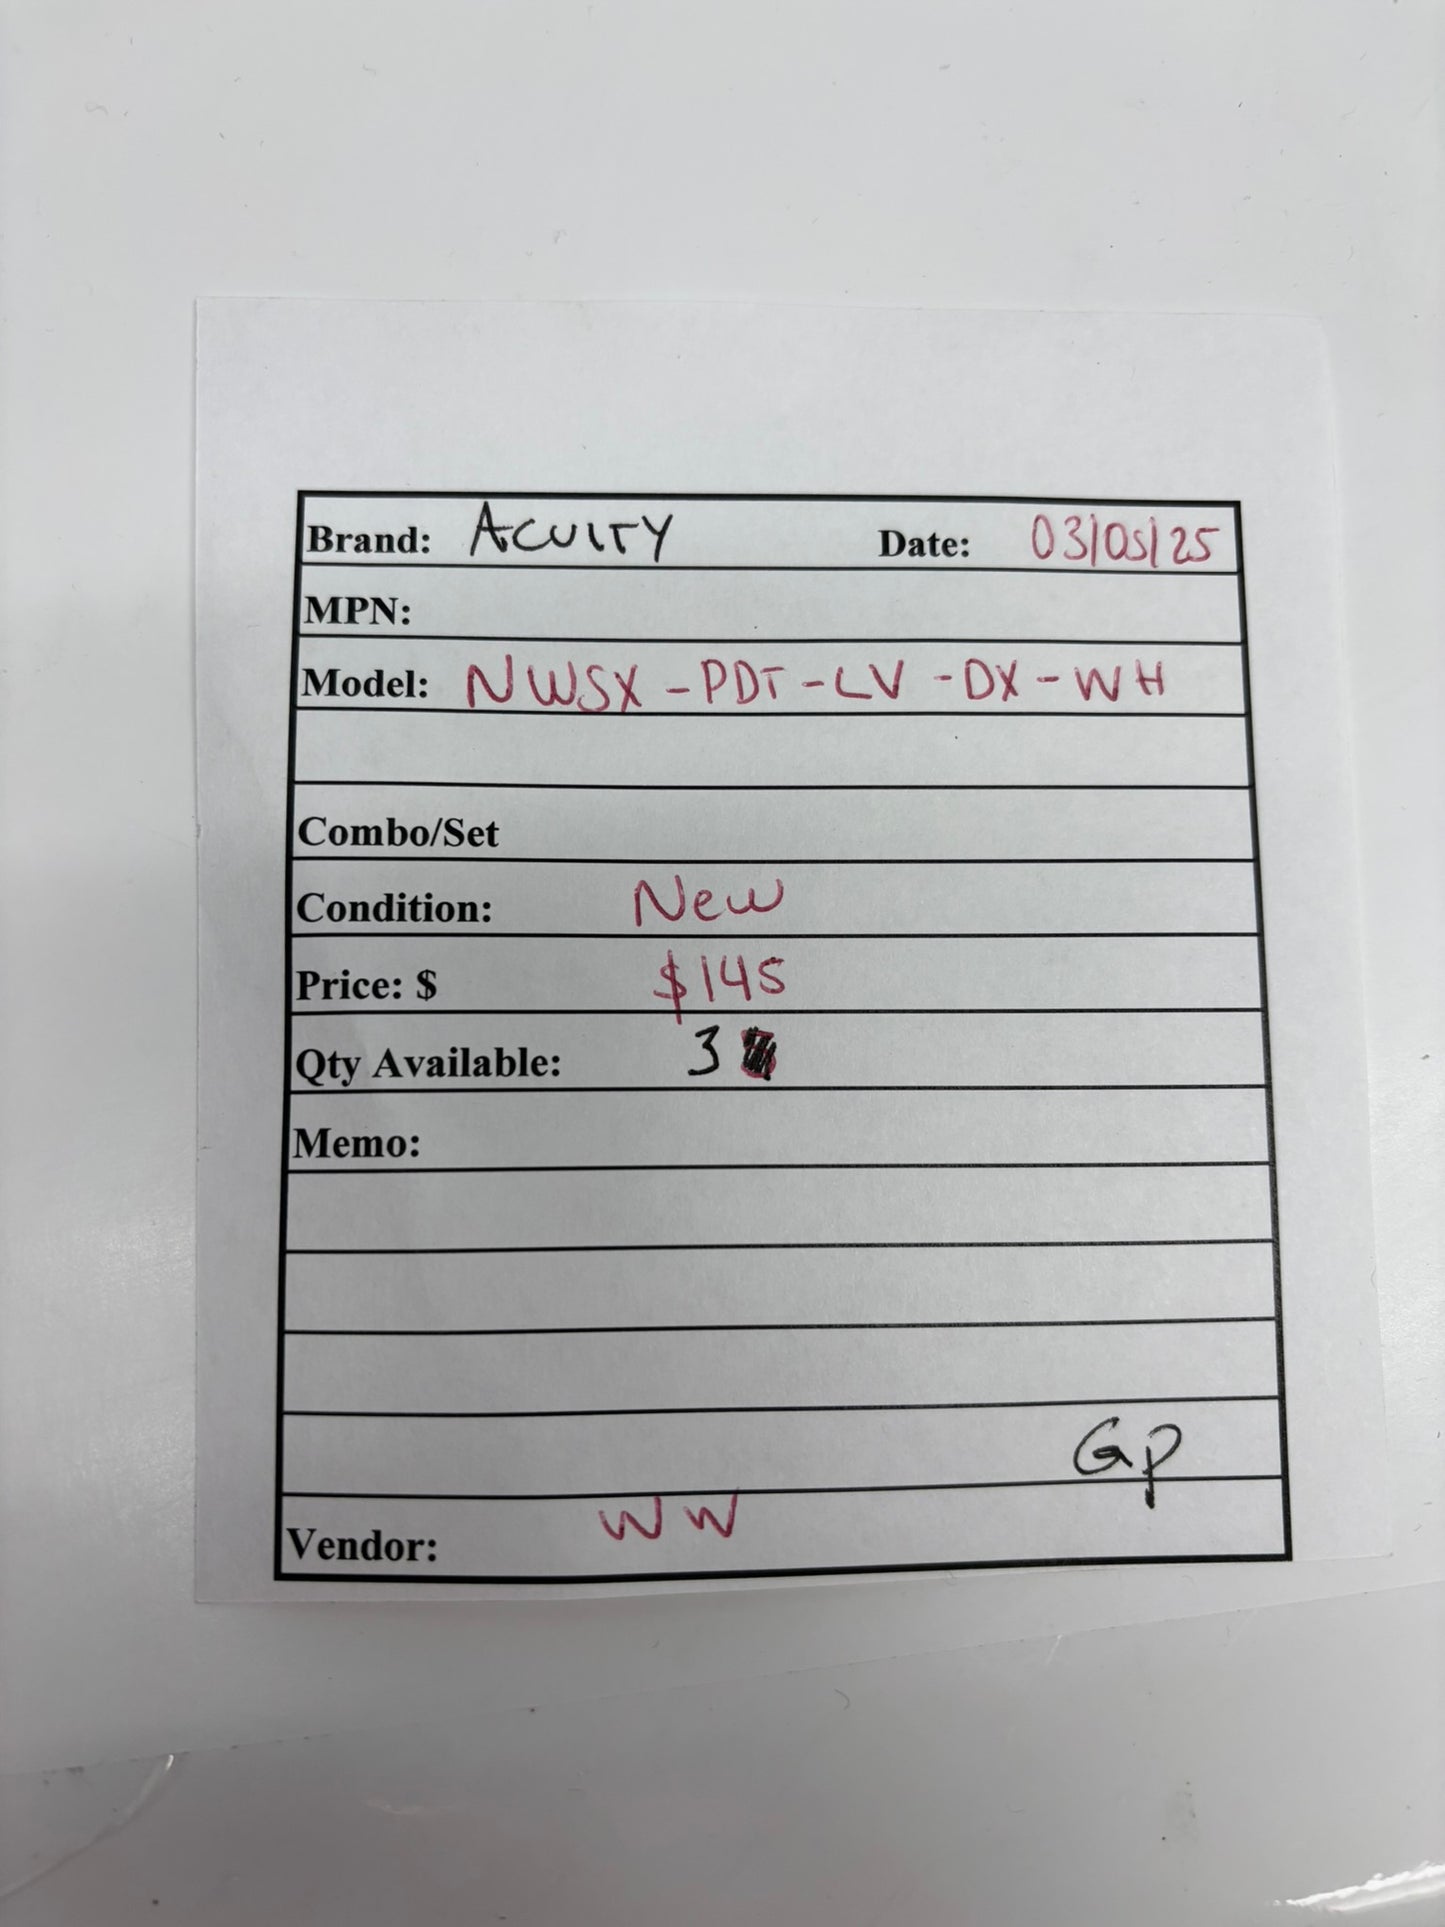 Brand: ACUITY Date: 03/05/25
MPN:
Model: NWSX-PDT-LV-DX-WH
Combo/Set
Condition: New
Price: $ $145
Qty Available: 3
Memo:
GP
Vendor: WW